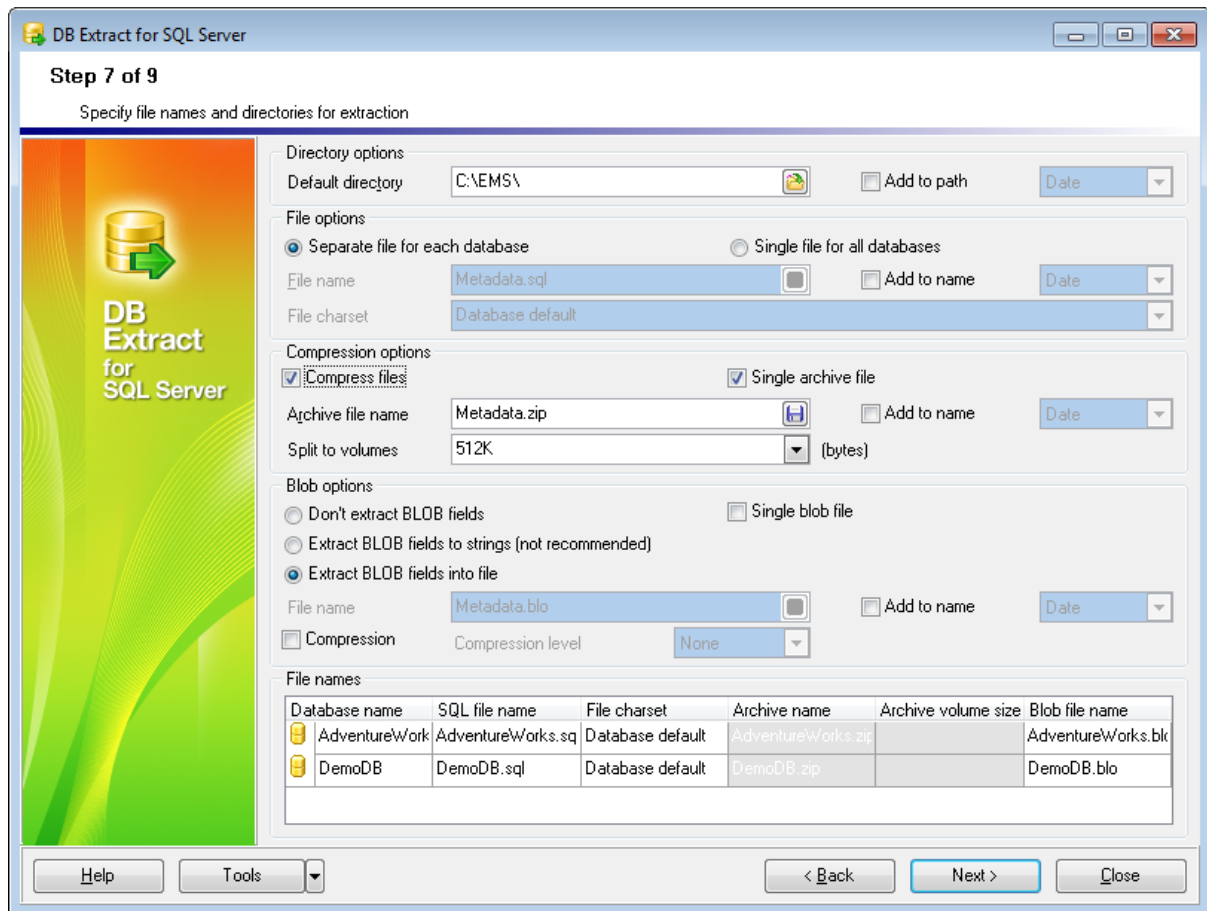 DB Extract for SQL Server
Step 7 of 9
Specify file names and directories for extraction
DB
Extract
for
SQL Server
Directory options
Default directory C:\EMS\ Add to path Date
File options
Separate file for each database Single file for all databases
File name Metadata.sql Add to name Date
File charset Database default
Compression options
Compress files Single archive file
Archive file name Metadata.zip Add to name Date
Split to volumes 512K (bytes)
Blob options
Don't extract BLOB fields Single blob file
Extract BLOB fields to strings (not recommended)
Extract BLOB fields into file
File name Metadata.blo Add to name Date
Compression Compression level None
File names
Database name SQL file name File charset Archive name Archive volume size Blob file name
AdventureWork AdventureWorks.sq Database default AdventureWorks.zip AdventureWorks.blo
DemoDB DemoDB.sql Database default DemoDB.zip DemoDB.blo
Help Tools < Back Next > Close